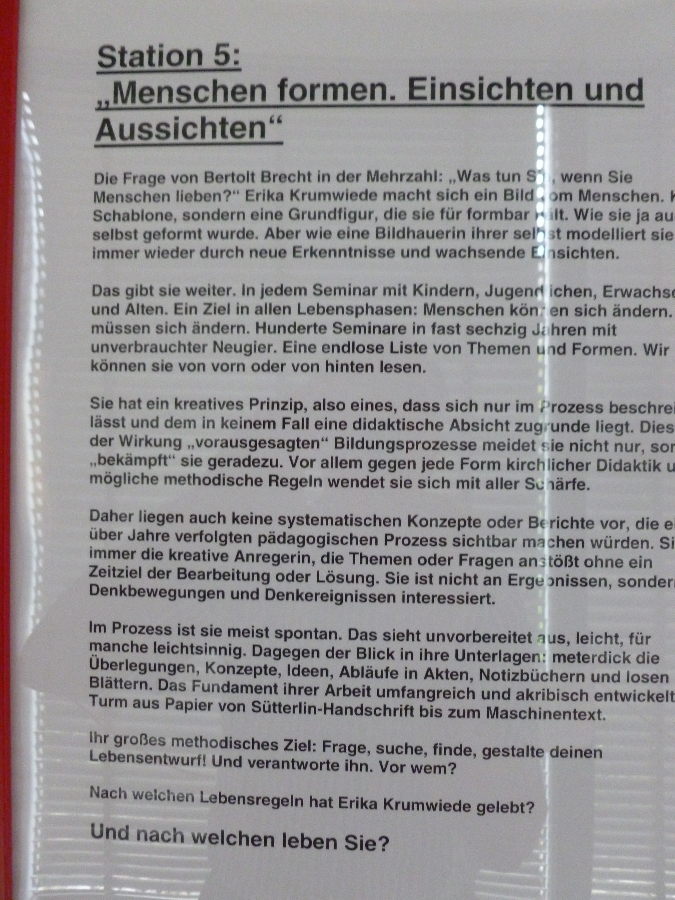 Station 5:
„Menschen formen. Einsichten und
Aussichten“
Die Frage von Bertolt Brecht in der Mehrzahl: „Was tun Sie, wenn Sie
Menschen lieben?“ Erika Krumwiede macht sich ein Bild vom Menschen.
Schablone, sondern eine Grundfigur, die sie für formbar hält. Wie sie ja
selbst geformt wurde. Aber wie eine Bildhauerin ihrer selbst modelliert sie
immer wieder durch neue Erkenntnisse und wachsende Einsichten.
Das gibt sie weiter. In jedem Seminar mit Kindern, Jugendlichen,
und Alten. Ein Ziel in allen Lebensphasen: Menschen können sich ändern.
müssen sich ändern. Hunderte Seminare in fast sechzig Jahren mit
unverbrauchter Neugier. Eine endlose Liste von Themen und Formen. Wir
können sie von vorn oder von hinten lesen.
Sie hat ein kreatives Prinzip, also eines, dass sich nur im Prozess
lässt und dem in keinem Fall eine didaktische Absicht zugrunde liegt.
der Wirkung „vorausgesagten“ Bildungsprozesse meidet sie nicht nur,
„bekämpft“ sie geradezu. Vor allem gegen jede Form kirchlicher Didaktik
mögliche methodische Regeln wendet sie sich mit aller Schärfe.
Daher liegen auch keine systematischen Konzepte oder Berichte vor, die
über Jahre verfolgten pädagogischen Prozess sichtbar machen würden.
immer die kreative Anregerin, die Themen oder Fragen anstößt ohne ein
Zeitziel der Bearbeitung oder Lösung. Sie ist nicht an Ergebnissen,
Denkbewegungen und Denkereignissen interessiert.
Im Prozess ist sie meist spontan. Das sieht unvorbereitet aus, leicht, für
manche leichtsinnig. Dagegen der Blick in ihre Unterlagen: meterdick die
Überlegungen, Konzepte, Ideen, Abläufe in Akten, Notizbüchern und losen
Blättern. Das Fundament ihrer Arbeit umfangreich und akribisch entwickelt
Turm aus Papier von Sütterlin-Handschrift bis zum Maschinentext.
Ihr großes methodisches Ziel: Frage, suche, finde, gestalte deinen
Lebensentwurf! Und verantworte ihn. Vor wem?
Nach welchen Lebensregeln hat Erika Krumwiede gelebt?
Und nach welchen leben Sie?